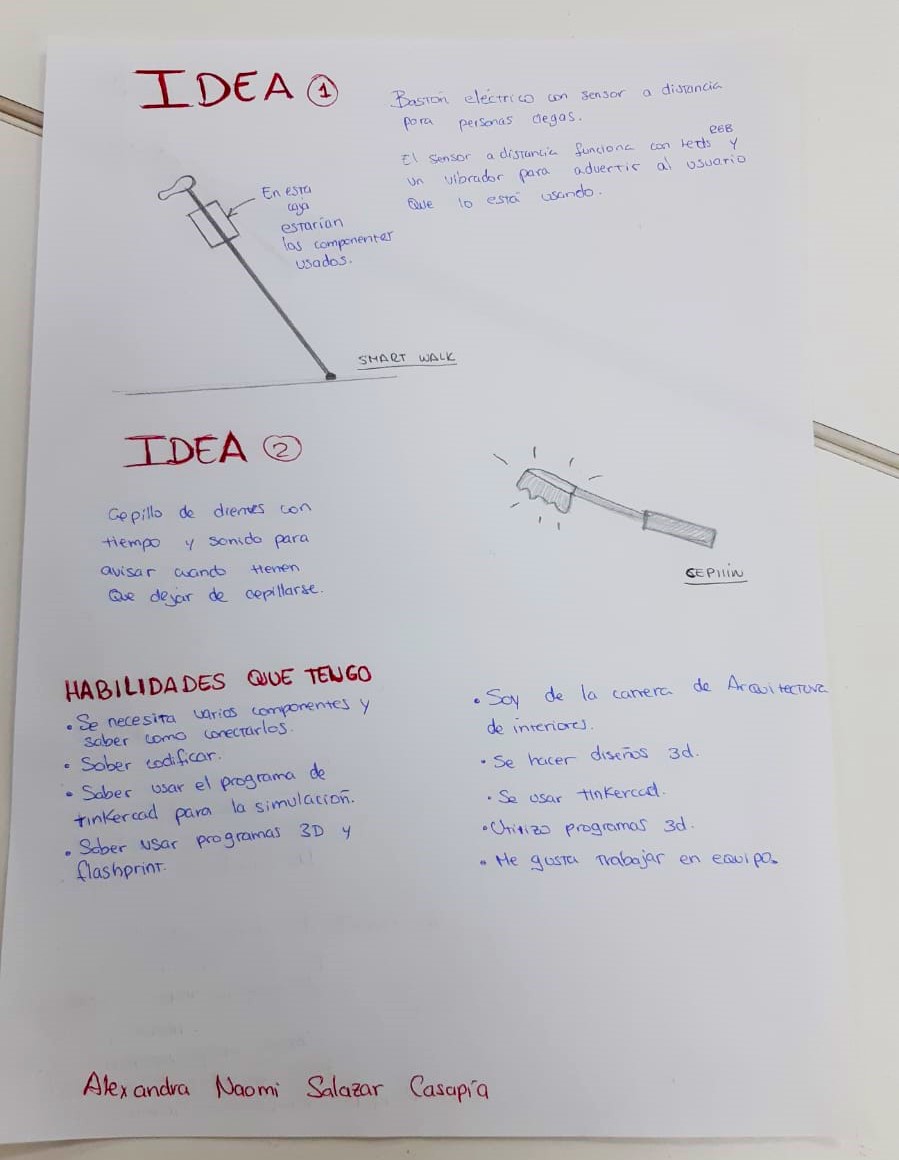 IDEA 1
Bastón eléctrico con sensor a distancia
para personas ciegas.
El sensor a distancia funciona con leds RGB y
un vibrador para advertir al usuario
Que lo está usando.
En esta
caja
estarían
los componentes
usados.
SMART WALK
IDEA 2
Cepillo de dientes con
tiempo y sonido para
avisar cuando tienen
Que dejar de cepillarse.
CEPIllíN
HABILIDADES QUE TENGO
• Se necesita varios componentes y
saber como conectarlos.
• Saber codificar.
• Saber usar el programa de
tinkercad para la simulación.
• Saber usar programas 3D y
flashprint.
• Soy de la carrera de Arquitectura
de interiores.
• Se hacer diseños 3d.
• Se usar tinkercad.
• Utilizo programas 3d.
• Me gusta trabajar en equipo.
Alexandra Naomi Salazar Casapía